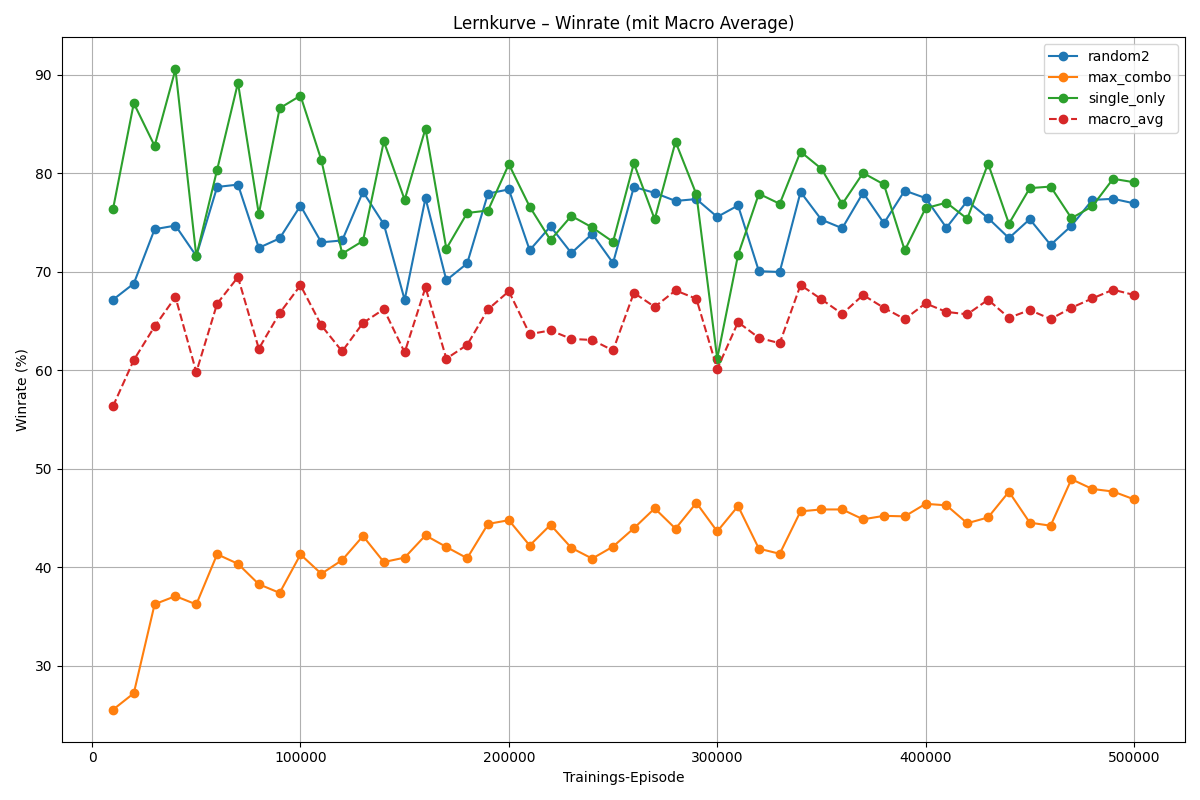 Lernkurve – Winrate (mit Macro Average)
random2
max_combo
single_only
macro_avg
Winrate (%)
90
80
70
60
50
40
30
0
100000
200000
300000
400000
500000
Trainings-Episode